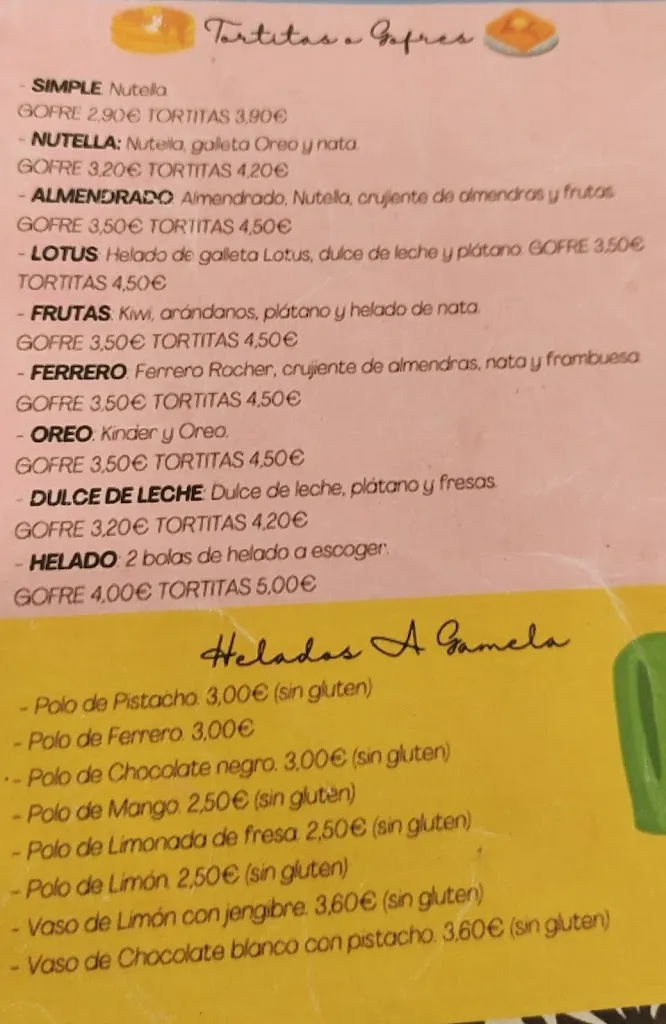 Tortitas o Gofres
- SIMPLE. Nutella.
GOFRE 2,90€ TORTITAS 3,90€
- NUTELLA: Nutella, galleta Oreo y nata.
GOFRE 3,20€ TORTITAS 4,20€
- ALMENDRADO. Almendrado, Nutella, crujiente de almendras y frutas.
GOFRE 3,50€ TORTITAS 4,50€
- LOTUS: Helado de galleta Lotus, dulce de leche y plátano. GOFRE 3,50€
TORTITAS 4,50€
- FRUTAS: Kiwi, arándanos, plátano y helado de nata.
GOFRE 3,50€ TORTITAS 4,50€
- FERRERO: Ferrero Rocher, crujiente de almendras, nata y frambuesa.
GOFRE 3,50€ TORTITAS 4,50€
- OREO: Kinder y Oreo.
GOFRE 3,50€ TORTITAS 4,50€
- DULCE DE LECHE: Dulce de leche, plátano y fresas.
GOFRE 3,20€ TORTITAS 4,20€
- HELADO: 2 bolas de helado a escoger.
GOFRE 4,00€ TORTITAS 5,00€
Helados A Gamela
- Polo de Pistacho. 3,00€ (sin gluten)
- Polo de Ferrero. 3,00€
- Polo de Chocolate negro. 3,00€ (sin gluten)
- Polo de Mango. 2,50€ (sin gluten)
- Polo de Limonada de fresa. 2,50€ (sin gluten)
- Polo de Limón. 2,50€ (sin gluten)
- Vaso de Limón con jengibre. 3,60€ (sin gluten)
- Vaso de Chocolate blanco con pistacho. 3,60€ (sin gluten)